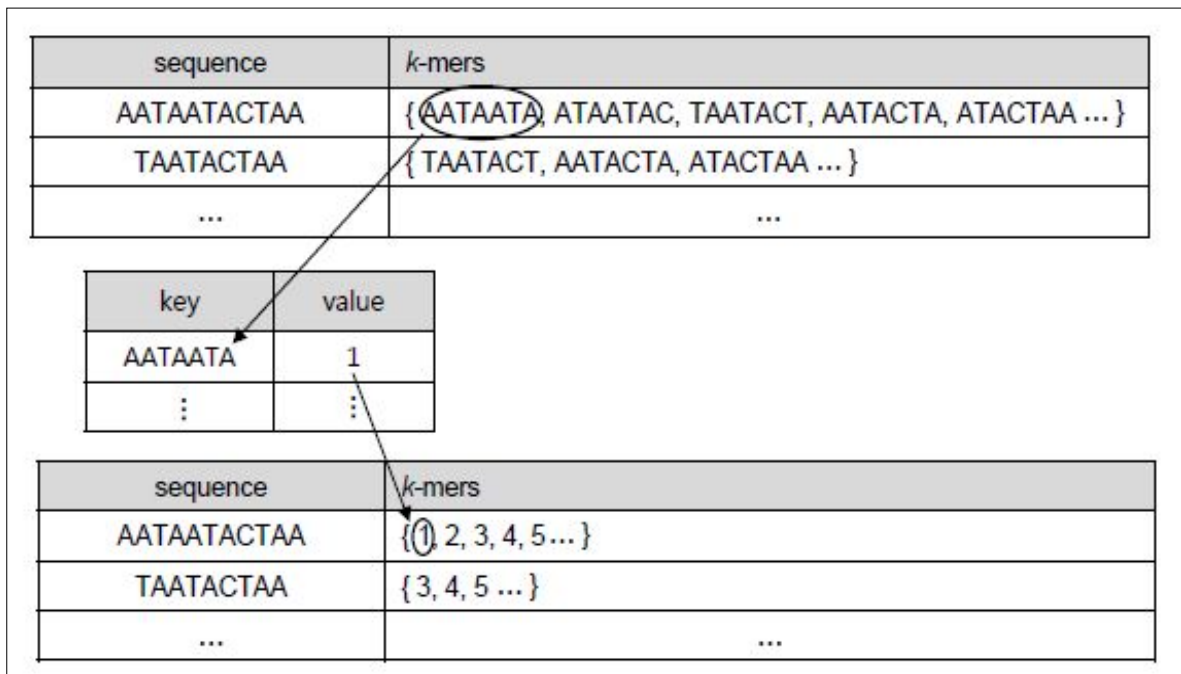 sequence k-mers
AATAATACTAA { AATAATA, ATAATAC, TAATACT, AATACTA, ATACTAA ... }
TAATACTAA { TAATACT, AATACTA, ATACTAA ... }
... ...
key value
AATAATA 1
⋮ ⋮
sequence k-mers
AATAATACTAA { 1, 2, 3, 4, 5 ... }
TAATACTAA { 3, 4, 5 ... }
... ...